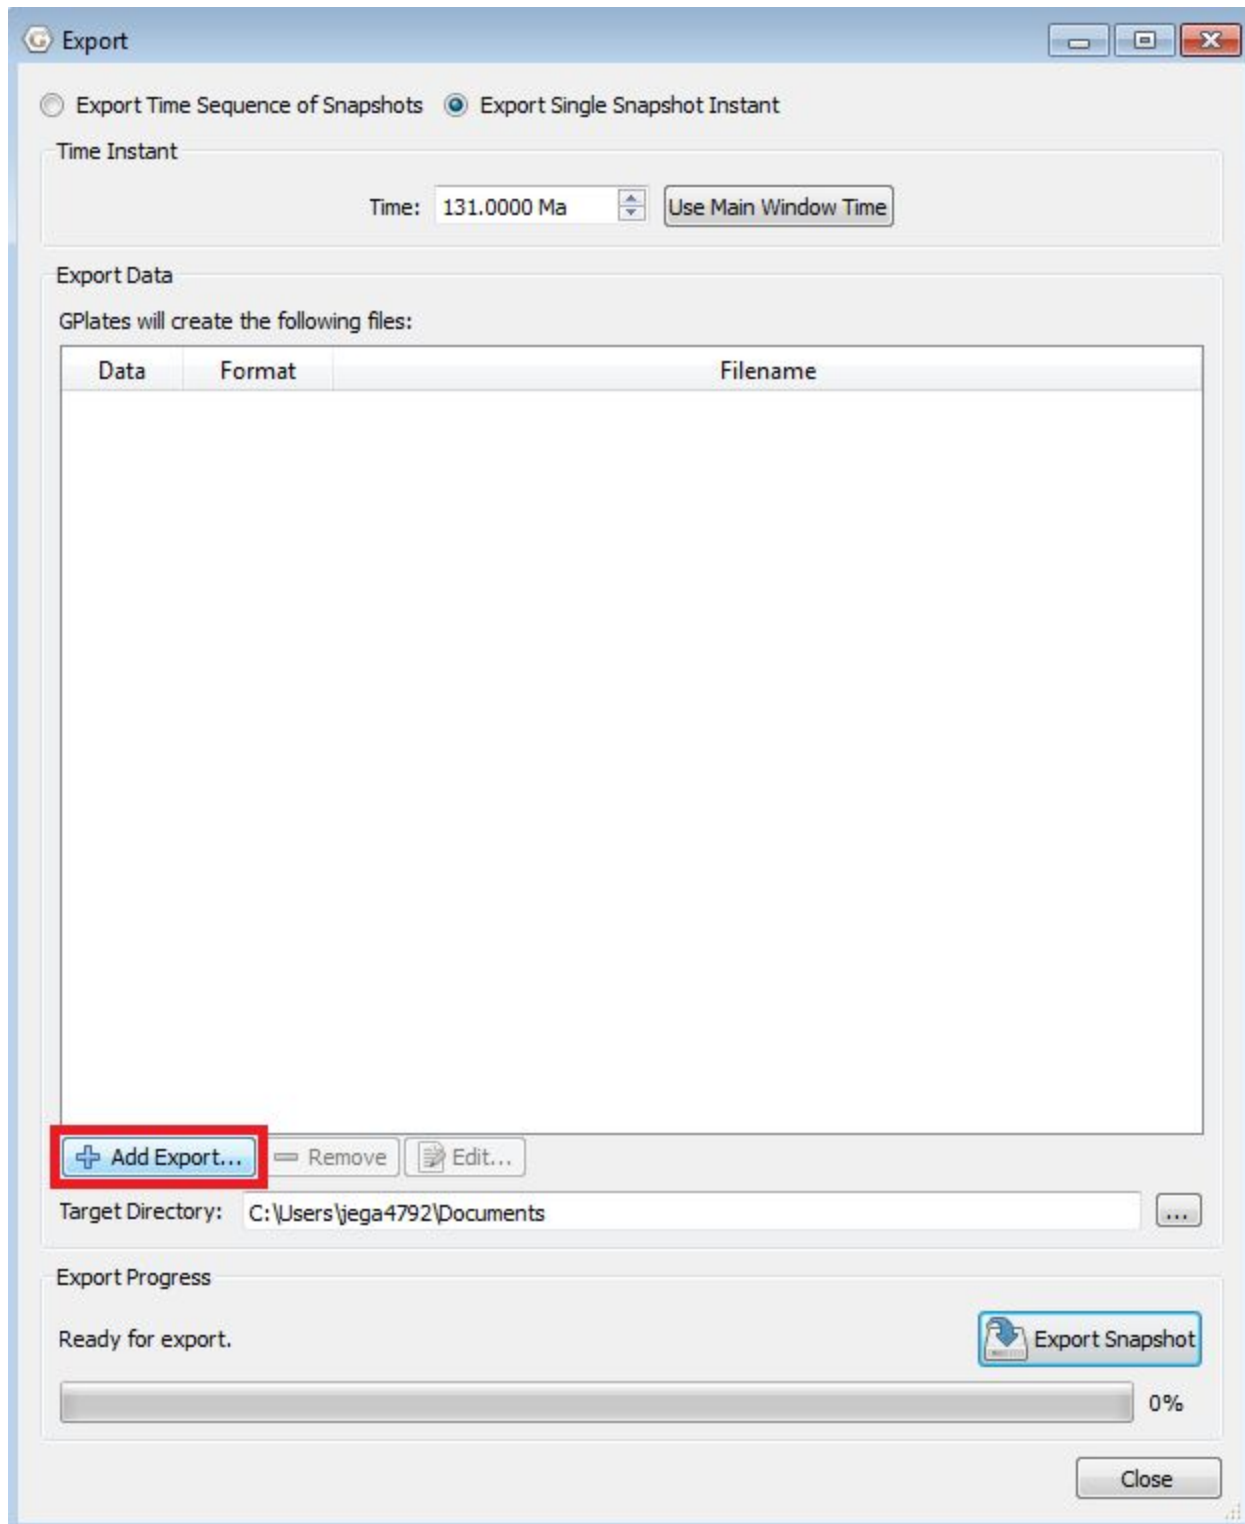 Export
Export Time Sequence of Snapshots Export Single Snapshot Instant
Time Instant
Time: 131.0000 Ma Use Main Window Time
Export Data
GPlates will create the following files:
Data Format Filename
Add Export... Remove Edit...
Target Directory: C:\Users\jega4792\Documents ...
Export Progress
Ready for export. Export Snapshot
0%
Close